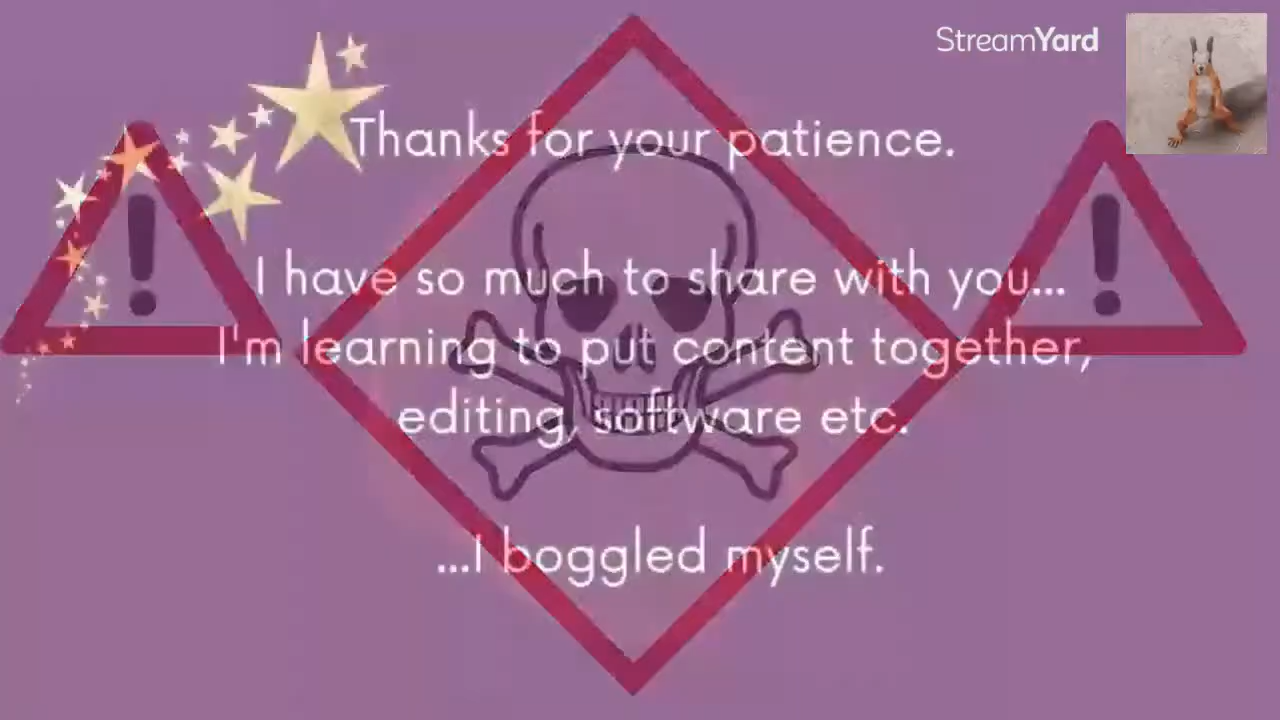 StreamYard
Thanks for your patience.
I have so much to share with you...
I'm learning to put content together,
editing, software etc.
...I boggled myself.